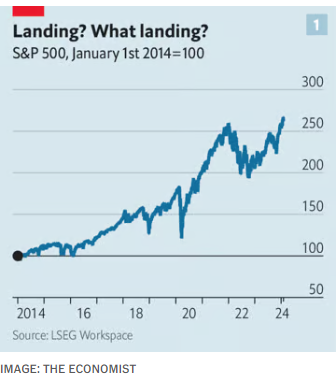 Landing? What landing?
1
S&P 500, January 1st 2014=100
300
250
200
150
100
50
2014 16 18 20 22 24
Source: LSEG Workspace
IMAGE: THE ECONOMIST